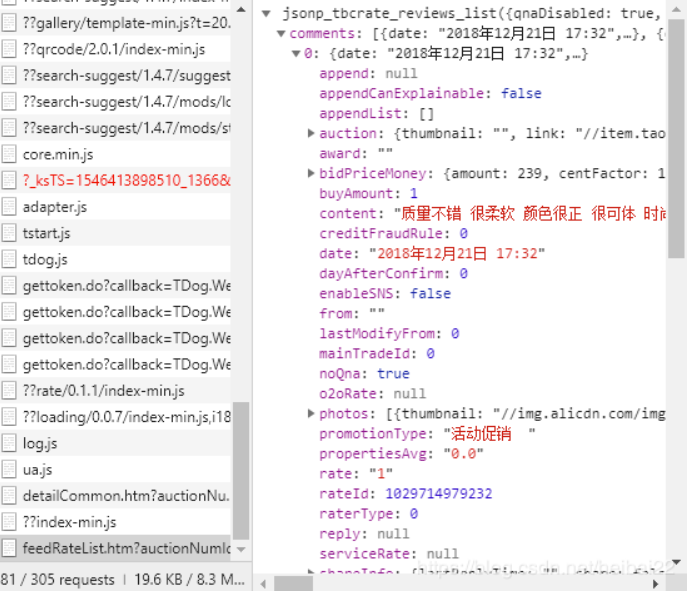 ??gallery/template-min.js?t=20.
??qrcode/2.0.1/index-min.js
??search-suggest/1.4.7/suggest
??search-suggest/1.4.7/mods/lo
??search-suggest/1.4.7/mods/st
core.min.js
?_ksTS=1546413898510_1366&
adapter.js
tstart.js
tdog.js
gettoken.do?callback=TDog.We
gettoken.do?callback=TDog.We
gettoken.do?callback=TDog.We
gettoken.do?callback=TDog.We
??rate/0.1.1/index-min.js
??loading/0.0.7/index-min.js,i18
log.js
ua.js
detailCommon.htm?auctionNu.
??index-min.js
feedRateList.htm?auctionNumIc
81 / 305 requests | 19.6 KB / 8.3 M...
jsonp_tbcrate_reviews_list({qnaDisabled: true,
comments: [{date: "2018年12月21日 17:32",…}, {
0: {date: "2018年12月21日 17:32",…}
append: null
appendCanExplainable: false
appendList: []
auction: {thumbnail: "", link: "//item.tao
award: ""
bidPriceMoney: {amount: 239, centFactor: 1
buyAmount: 1
content: "质量不错 很柔软 颜色很正 很可体 时间
creditFraudRule: 0
date: "2018年12月21日 17:32"
dayAfterConfirm: 0
enableSNS: false
from: ""
lastModifyFrom: 0
mainTradeId: 0
noQna: true
o2oRate: null
photos: [{thumbnail: "//img.alicdn.com/img
promotionType: "活动促销  "
propertiesAvg: "0.0"
rate: "1"
rateId: 1029714979232
raterType: 0
reply: null
serviceRate: null